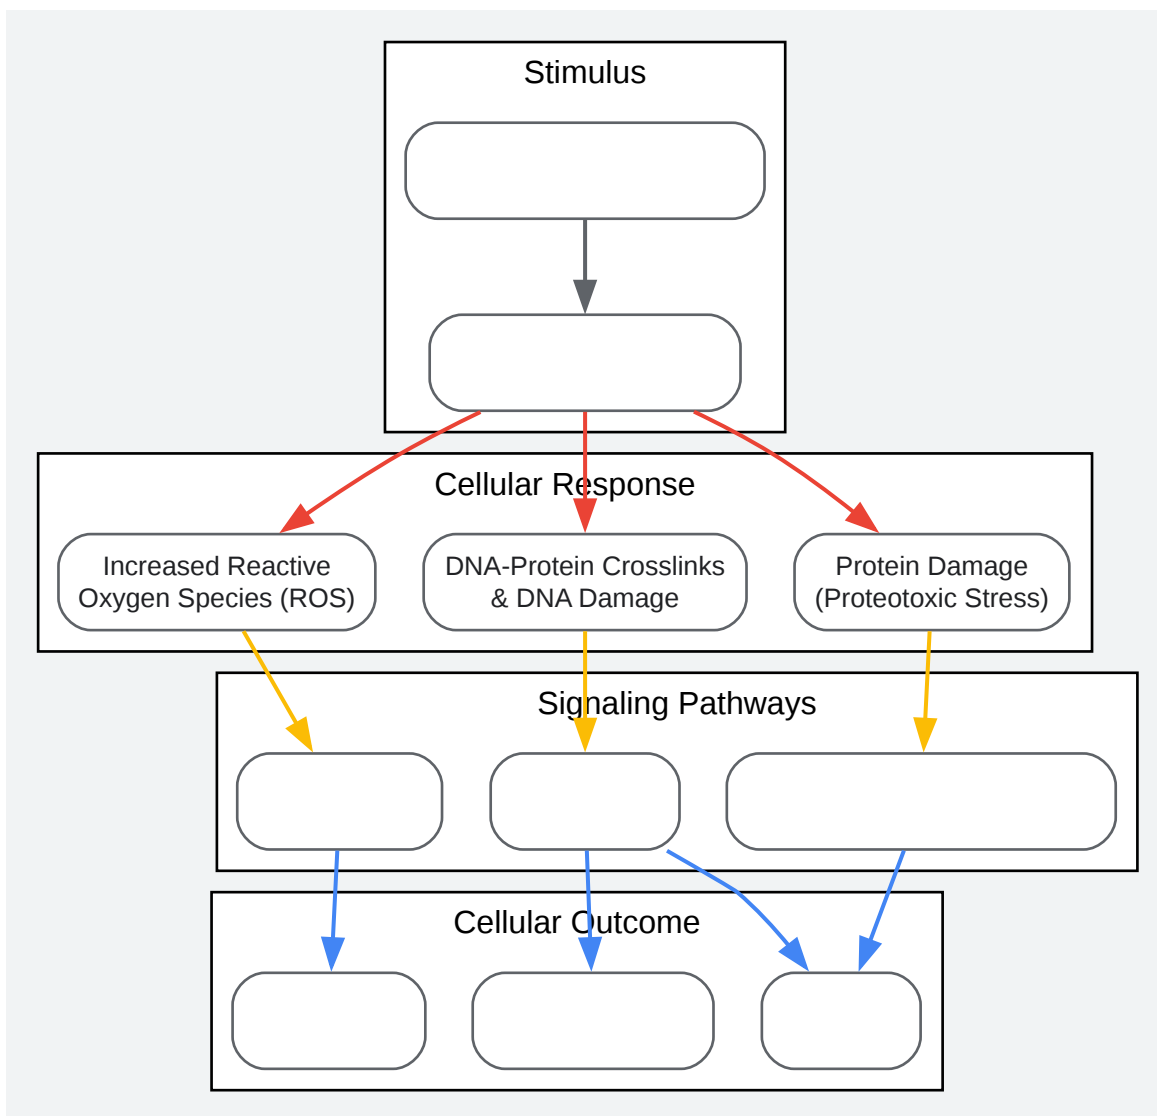 Stimulus
Cellular Response
Increased Reactive
Oxygen Species (ROS)
DNA-Protein Crosslinks
& DNA Damage
Protein Damage
(Proteotoxic Stress)
Signaling Pathways
Cellular Outcome